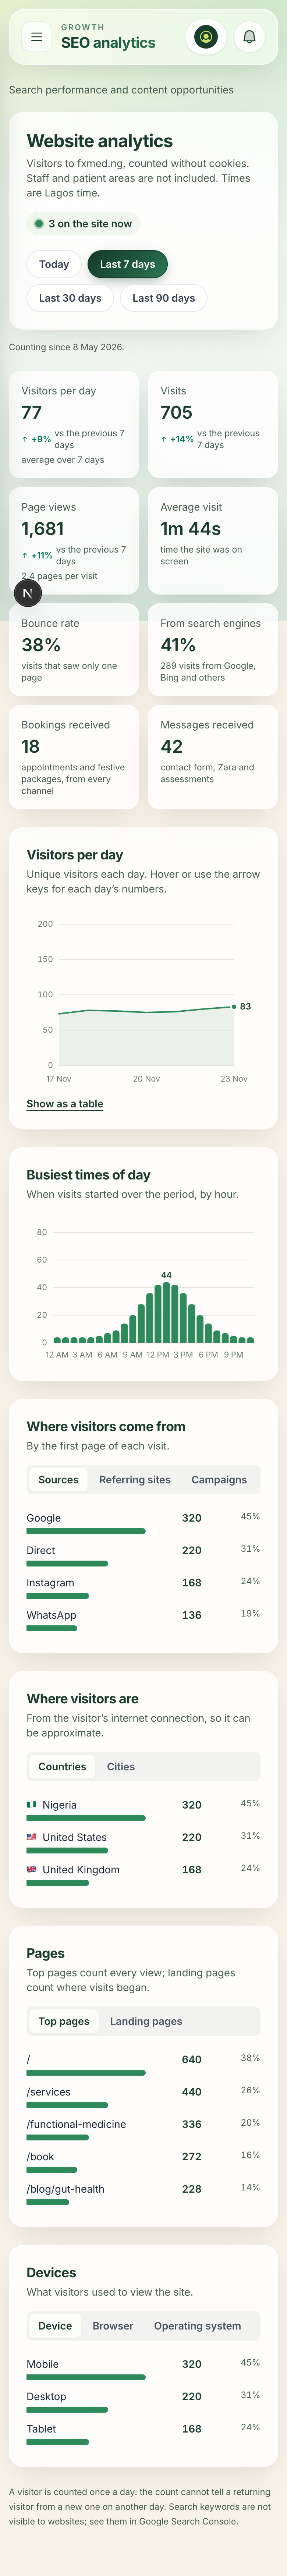 GROWTH
SEO analytics
Search performance and content opportunities
Website analytics
Visitors to fxmed.ng, counted without cookies.
Staff and patient areas are not included. Times
are Lagos time.
3 on the site now
Today
Last 7 days
Last 30 days
Last 90 days
Counting since 8 May 2026.
Visitors per day
77
↑ +9% vs the previous 7
days
average over 7 days
Visits
705
↑ +14% vs the previous
7 days
Page views
1,681
↑ +11% vs the previous 7
days
2.4 pages per visit
Average visit
1m 44s
time the site was on
screen
N
Bounce rate
38%
visits that saw only one
page
From search engines
41%
289 visits from Google,
Bing and others
Bookings received
18
appointments and festive
packages, from every
channel
Messages received
42
contact form, Zara and
assessments
Visitors per day
Unique visitors each day. Hover or use the arrow
keys for each day's numbers.
200
150
100
50
0
83
17 Nov 20 Nov 23 Nov
Show as a table
Busiest times of day
When visits started over the period, by hour.
80
60
40
20
0
44
12 AM 3 AM 6 AM 9 AM 12 PM 3 PM 6 PM 9 PM
Where visitors come from
By the first page of each visit.
Sources Referring sites Campaigns
Google 320 45%
Direct 220 31%
Instagram 168 24%
WhatsApp 136 19%
Where visitors are
From the visitor's internet connection, so it can
be approximate.
Countries Cities
Nigeria 320 45%
United States 220 31%
United Kingdom 168 24%
Pages
Top pages count every view; landing pages
count where visits began.
Top pages Landing pages
/ 640 38%
/services 440 26%
/functional-medicine 336 20%
/book 272 16%
/blog/gut-health 228 14%
Devices
What visitors used to view the site.
Device Browser Operating system
Mobile 320 45%
Desktop 220 31%
Tablet 168 24%
A visitor is counted once a day: the count cannot tell a returning
visitor from a new one on another day. Search keywords are not
visible to websites; see them in Google Search Console.